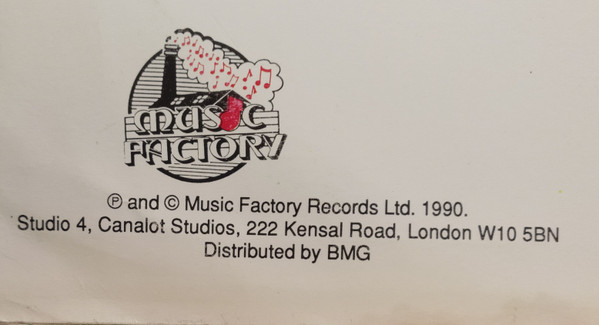 MUSIC
FACTORY
℗ and © Music Factory Records Ltd. 1990.
Studio 4, Canalot Studios, 222 Kensal Road, London W10 5BN
Distributed by BMG